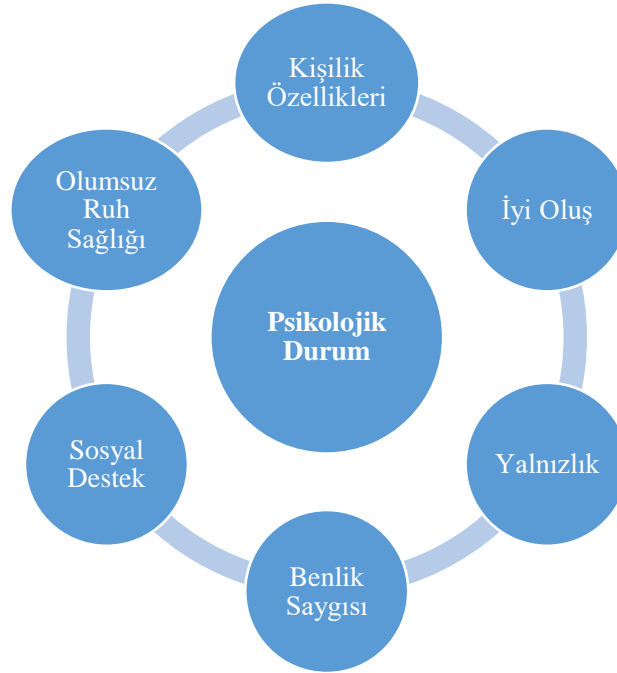 Kişilik
Özellikleri
İyi Oluş
Yalnızlık
Benlik
Saygısı
Sosyal
Destek
Olumsuz
Ruh
Sağlığı
Psikolojik
Durum